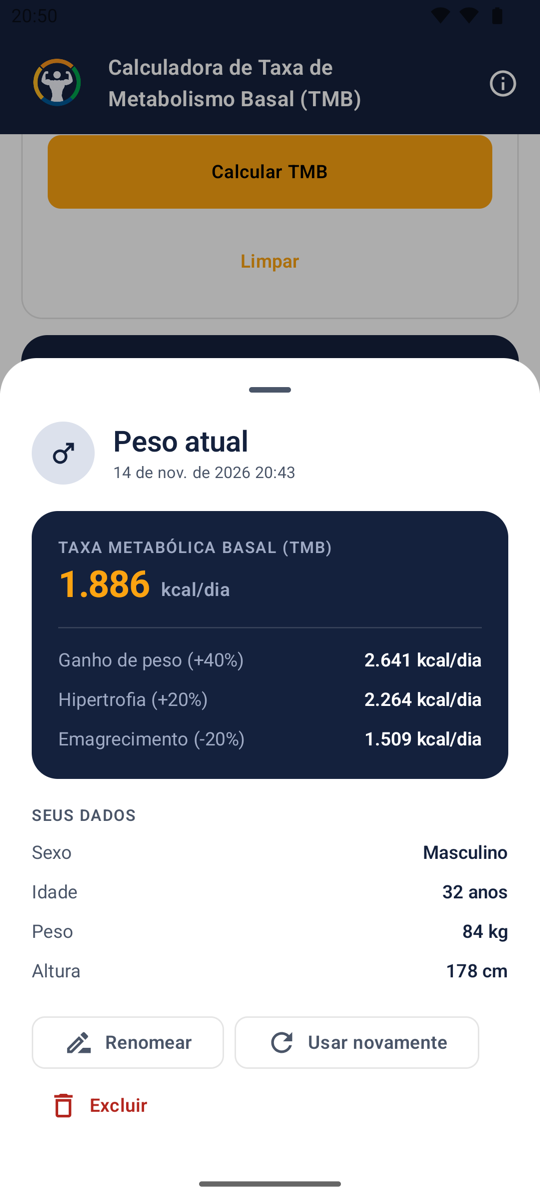 20:50
Calculadora de Taxa de
Metabolismo Basal (TMB)
Calcular TMB
Limpar
Peso atual
14 de nov. de 2026 20:43
TAXA METABÓLICA BASAL (TMB)
1.886 kcal/dia
Ganho de peso (+40%) 2.641 kcal/dia
Hipertrofia (+20%) 2.264 kcal/dia
Emagrecimento (-20%) 1.509 kcal/dia
SEUS DADOS
Sexo Masculino
Idade 32 anos
Peso 84 kg
Altura 178 cm
Renomear Usar novamente
Excluir